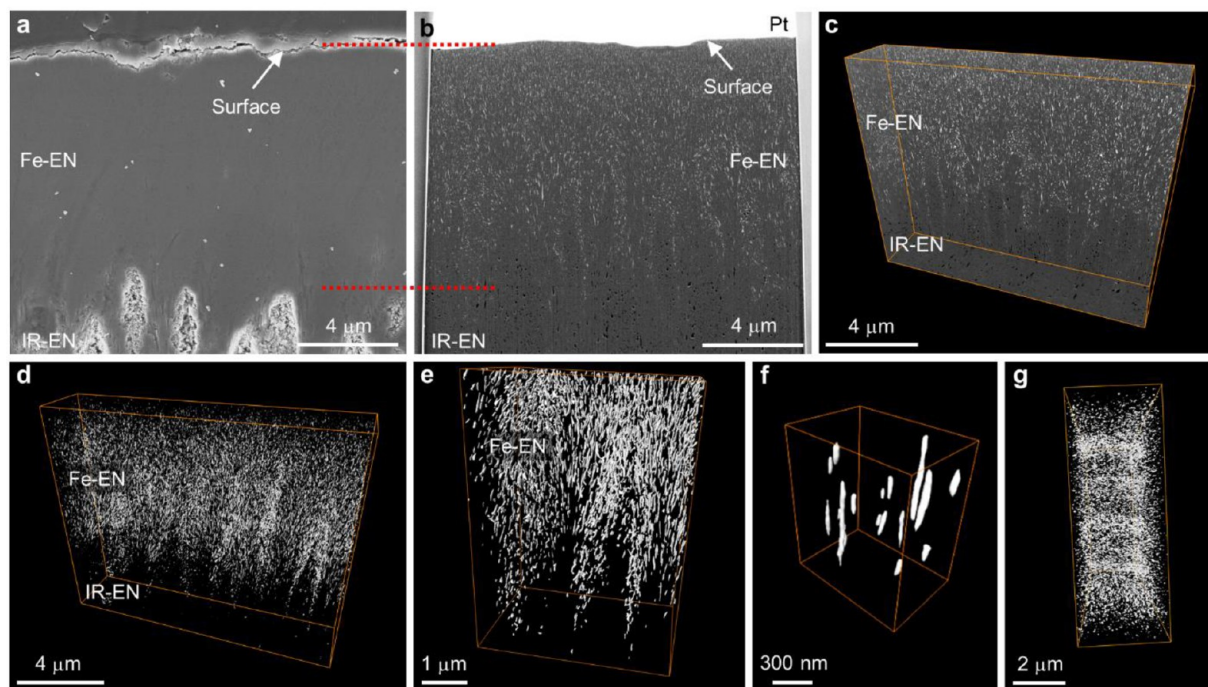 a
Surface
Fe-EN
IR-EN
4 μm
b
Pt
Surface
Fe-EN
IR-EN
4 μm
c
Fe-EN
IR-EN
4 μm
d
Fe-EN
IR-EN
4 μm
e
Fe-EN
1 μm
f
300 nm
g
2 μm